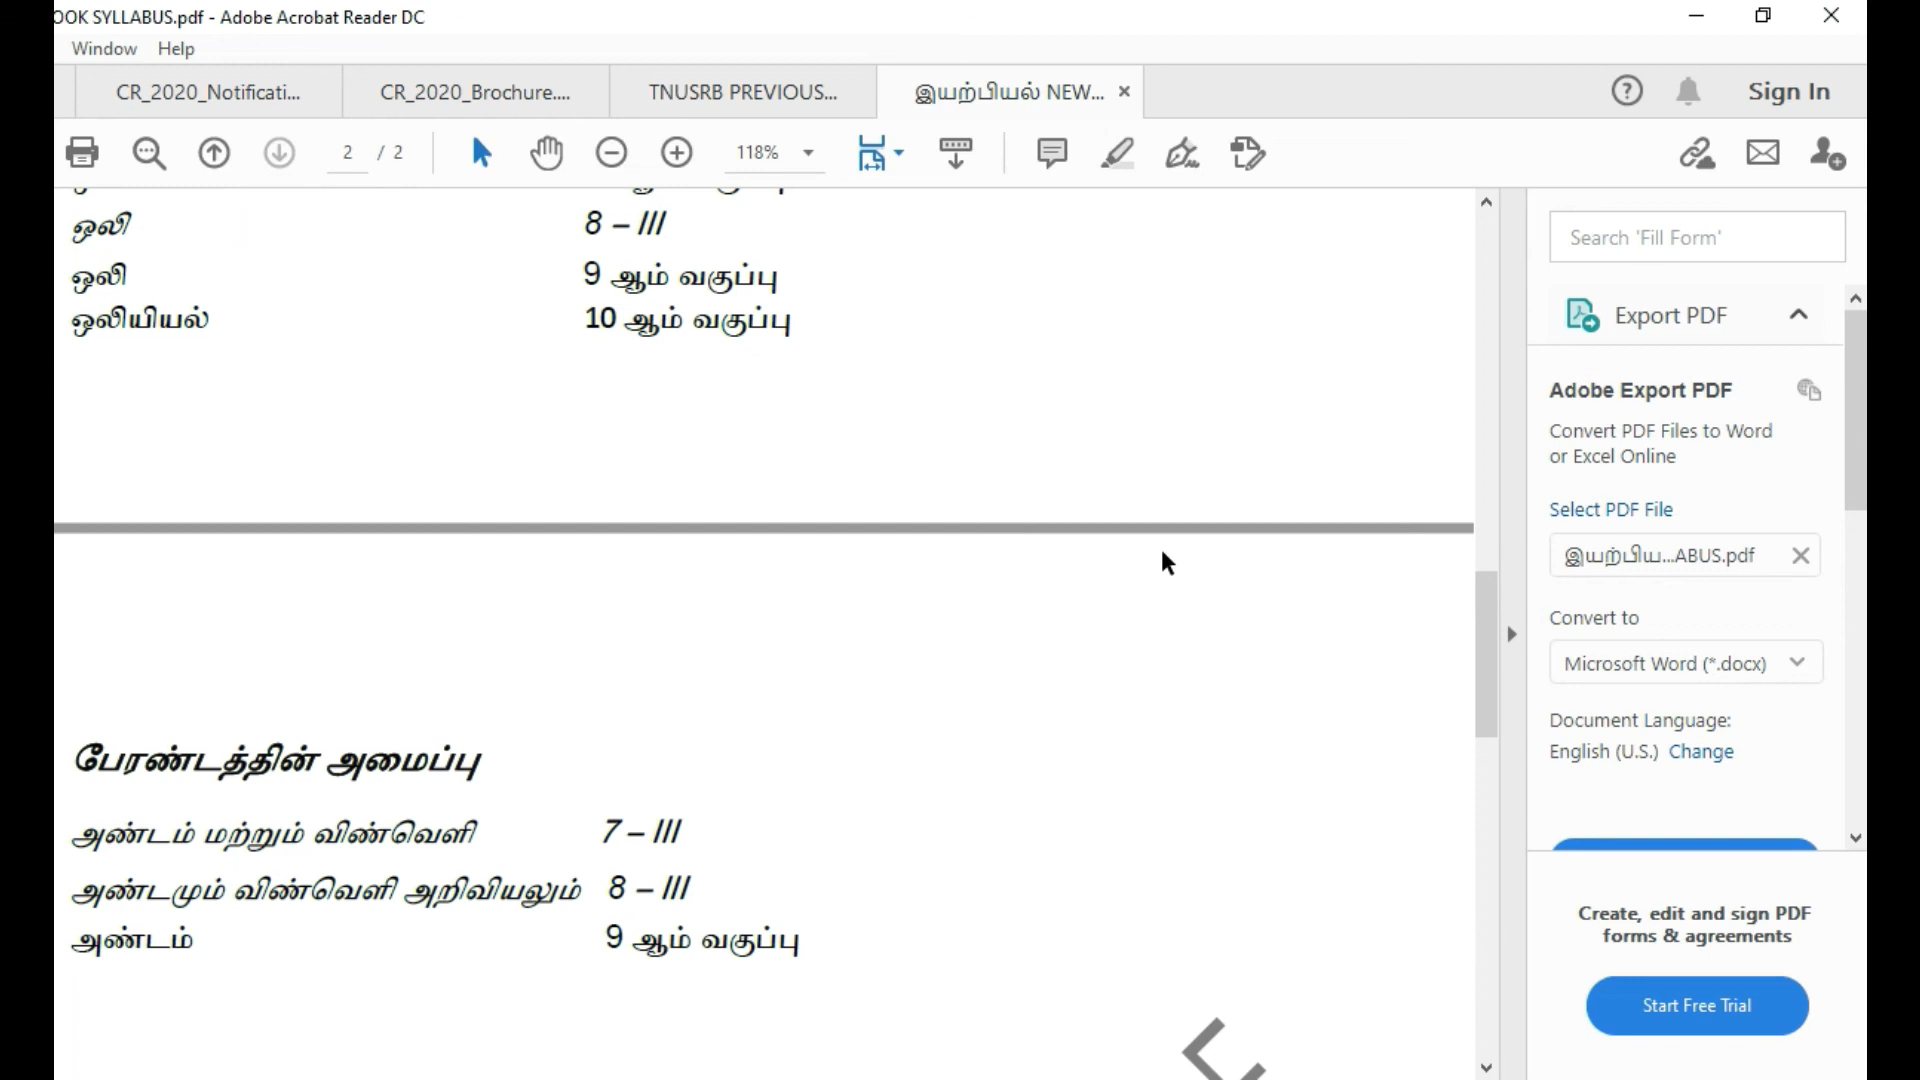 OOK SYLLABUS.pdf - Adobe Acrobat Reader DC
Window Help
CR_2020_Notificati... CR_2020_Brochure.... TNUSRB PREVIOUS... இயற்பியல் NEW... × Sign In
2 / 2 118%
ஒலி 8 – III
ஒலி 9 ஆம் வகுப்பு
ஒலியியல் 10 ஆம் வகுப்பு
பேரண்டத்தின் அமைப்பு
அண்டம் மற்றும் விண்வெளி 7 – III
அண்டமும் விண்வெளி அறிவியலும் 8 – III
அண்டம் 9 ஆம் வகுப்பு
Search 'Fill Form'
Export PDF
Adobe Export PDF
Convert PDF Files to Word
or Excel Online
Select PDF File
இயற்பிய...ABUS.pdf
Convert to
Microsoft Word (*.docx)
Document Language:
English (U.S.) Change
Create, edit and sign PDF
forms & agreements
Start Free Trial